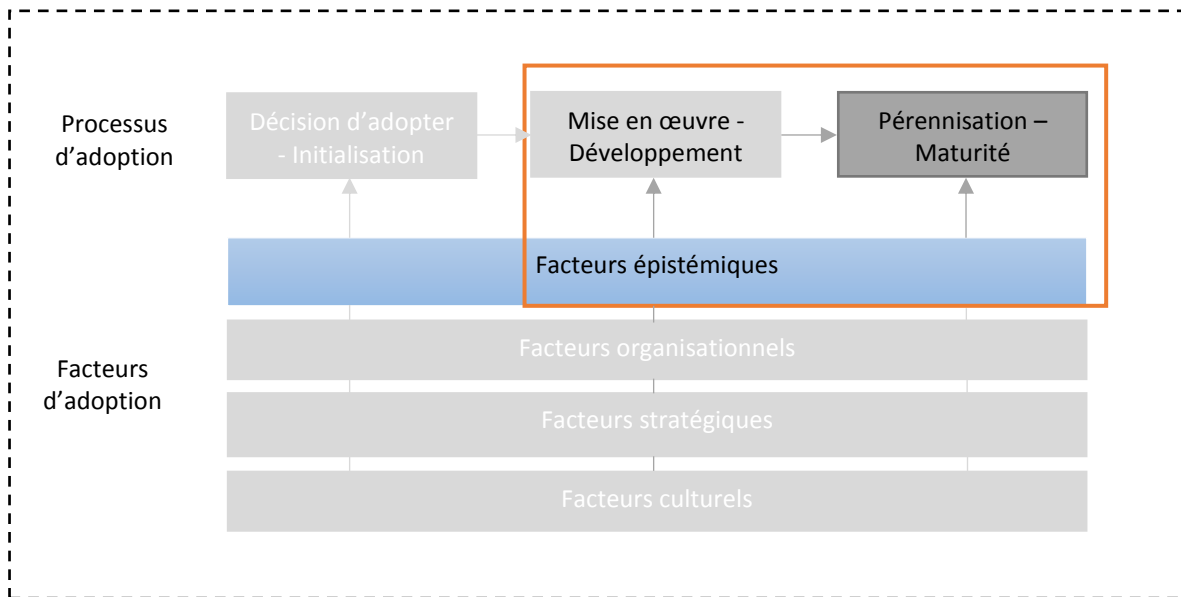 Processus
d’adoption
Décision d’adopter
- Initialisation
Mise en œuvre -
Développement
Pérennisation –
Maturité
Facteurs épistémiques
Facteurs
d’adoption
Facteurs organisationnels
Facteurs stratégiques
Facteurs culturels